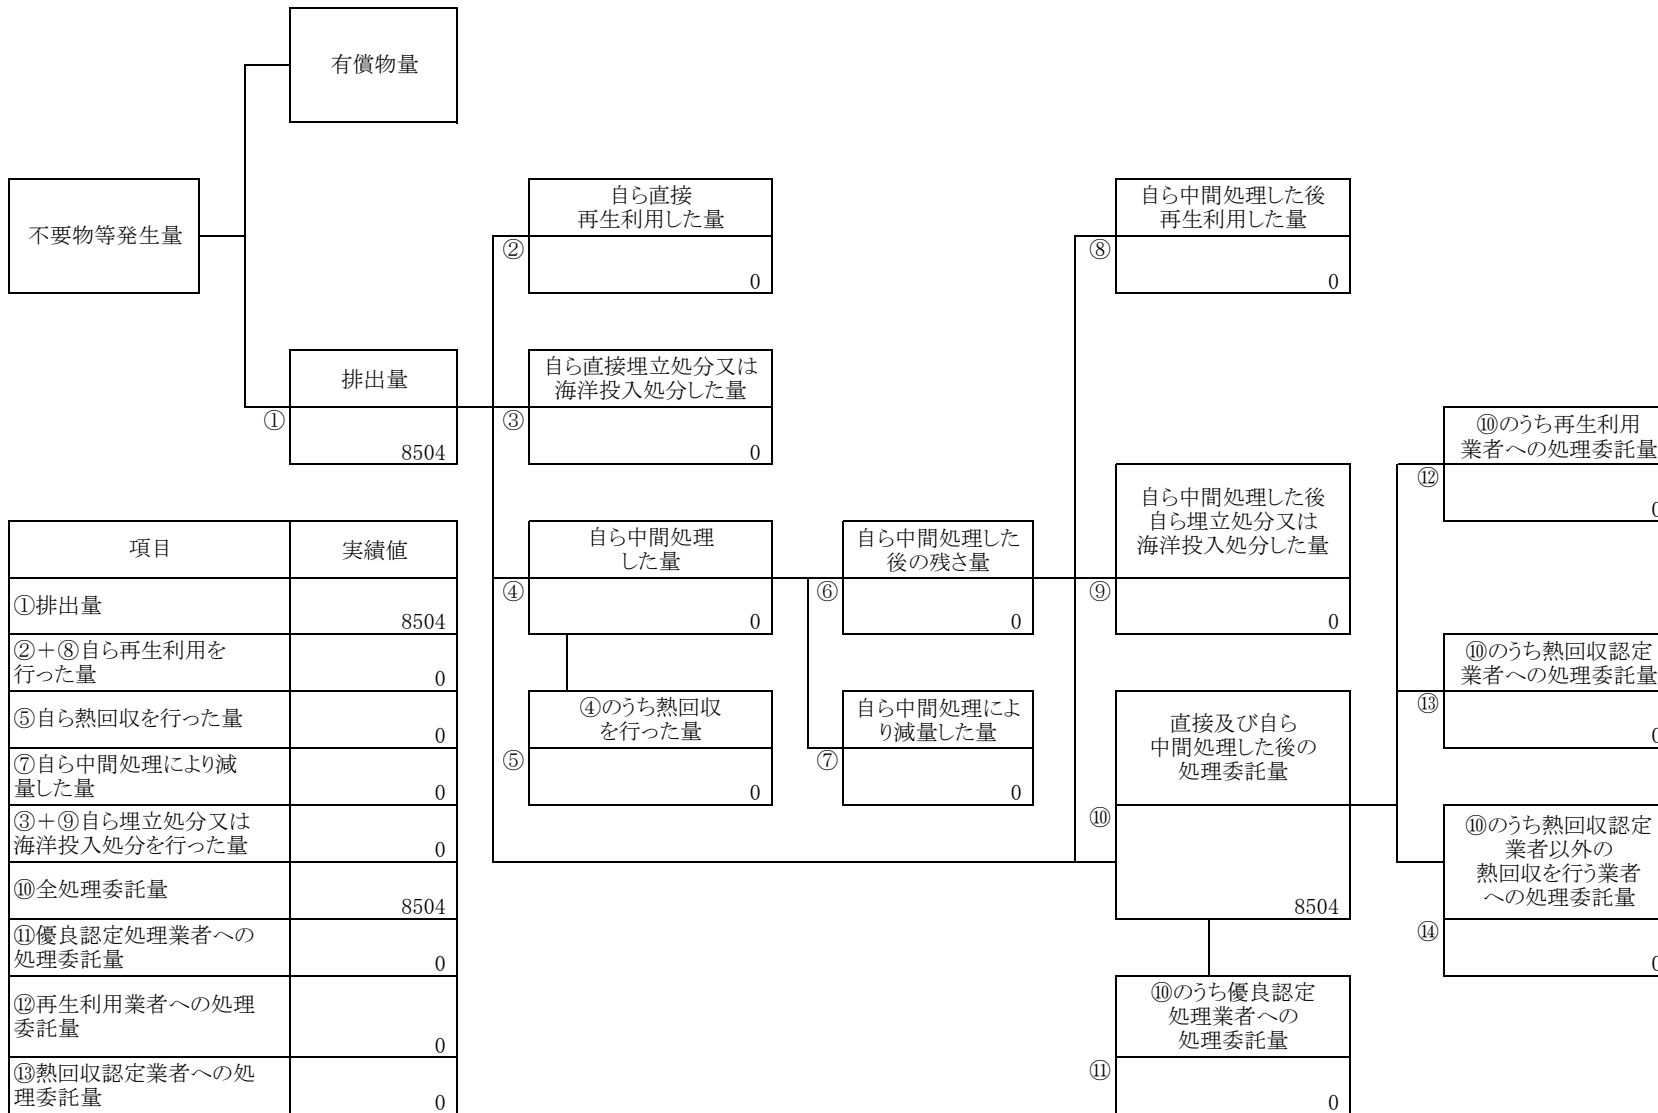 有償物量
不要物等発生量
自ら直接
再生利用した量
②
0
自ら中間処理した後
再生利用した量
⑧
0
排出量
①
8504
自ら直接埋立処分又は
海洋投入処分した量
③
0
自ら中間処理
した量
④
0
自ら中間処理した
後の残さ量
⑥
0
自ら中間処理した後
自ら埋立処分又は
海洋投入処分した量
⑨
0
④のうち熱回収
を行った量
⑤
0
自ら中間処理によ
り減量した量
⑦
0
直接及び自ら
中間処理した後の
処理委託量
⑩
8504
⑩のうち優良認定
処理業者への
処理委託量
⑪
0
⑩のうち再生利用
業者への処理委託量
⑫
0
⑩のうち熱回収認定
業者への処理委託量
⑬
0
⑩のうち熱回収認定
業者以外の
熱回収を行う業者
への処理委託量
⑭
0
項目 実績値
①排出量
8504
②＋⑧自ら再生利用を
行った量
0
⑤自ら熱回収を行った量
0
⑦自ら中間処理により減
量した量
0
③＋⑨自ら埋立処分又は
海洋投入処分を行った量
0
⑩全処理委託量
8504
⑪優良認定処理業者への
処理委託量
0
⑫再生利用業者への処理
委託量
0
⑬熱回収認定業者への処
理委託量
0